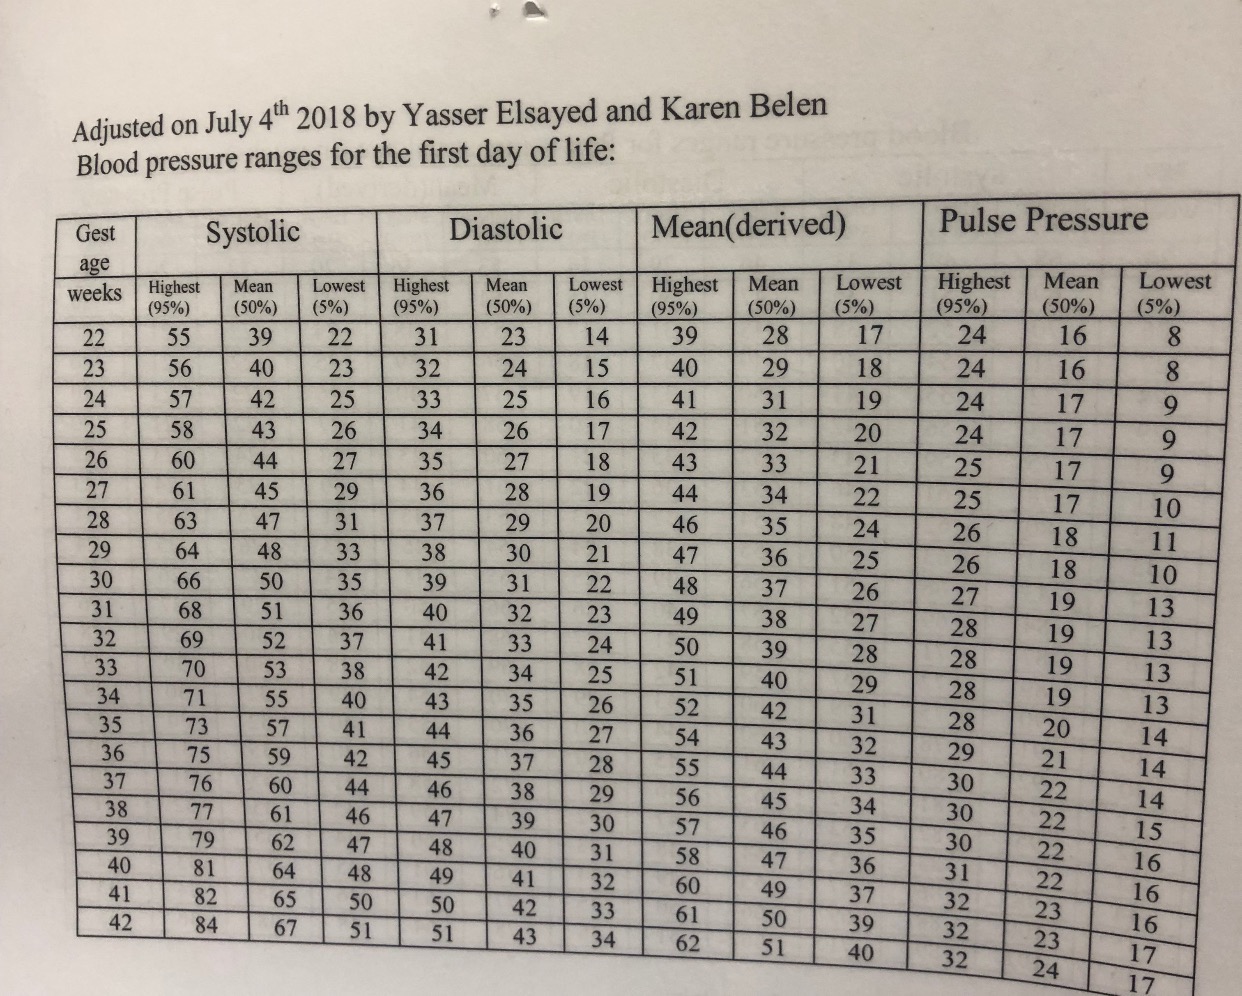 Adjusted on July 4th 2018 by Yasser Elsayed and Karen Belen
Blood pressure ranges for the first day of life:
Gest age weeks Systolic Diastolic Mean(derived) Pulse Pressure
Highest (95%) Mean (50%) Lowest (5%) Highest (95%) Mean (50%) Lowest (5%) Highest (95%) Mean (50%) Lowest (5%) Highest (95%) Mean (50%) Lowest (5%)
22 55 39 22 31 23 14 39 28 17 24 16 8
23 56 40 23 32 24 15 40 29 18 24 16 8
24 57 42 25 33 25 16 41 31 19 24 17 9
25 58 43 26 34 26 17 42 32 20 24 17 9
26 60 44 27 35 27 18 43 33 21 25 17 9
27 61 45 29 36 28 19 44 34 22 25 17 10
28 63 47 31 37 29 20 46 35 24 26 18 11
29 64 48 33 38 30 21 47 36 25 26 18 10
30 66 50 35 39 31 22 48 37 26 27 19 13
31 68 51 36 40 32 23 49 38 27 28 19 13
32 69 52 37 41 33 24 50 39 28 28 19 13
33 70 53 38 42 34 25 51 40 29 28 19 13
34 71 55 40 43 35 26 52 42 31 28 20 14
35 73 57 41 44 36 27 54 43 32 29 21 14
36 75 59 42 45 37 28 55 44 33 30 22 14
37 76 60 44 46 38 29 56 45 34 30 22 15
38 77 61 46 47 39 30 57 46 35 30 22 16
39 79 62 47 48 40 31 58 47 36 31 22 16
40 81 64 48 49 41 32 60 49 37 32 23 16
41 82 65 50 50 42 33 61 50 39 32 23 17
42 84 67 51 51 43 34 62 51 40 32 24 17